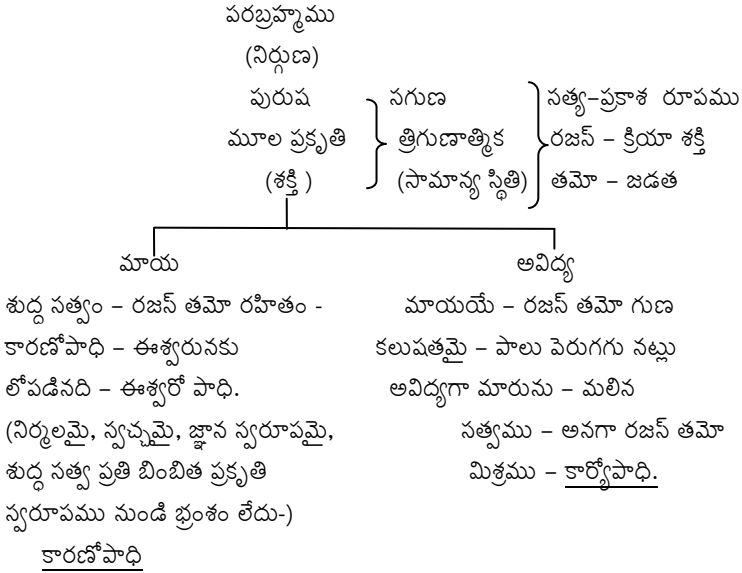 పరబ్రహ్మము
(నిర్గుణ)
పురుష సగుణ సత్య–ప్రకాశ రూపము
మూల ప్రకృతి త్రిగుణాత్మిక రజస్ – క్రియా శక్తి
(శక్తి ) (సామాన్య స్థితి) తమో – జడత
మాయ అవిద్య
శుద్ద సత్వం – రజస్ తమో రహితం -
కారణోపాధి – ఈశ్వరునకు
లోపడినది – ఈశ్వరో పాధి.
(నిర్మలమై, స్వచ్ఛమై, జ్ఞాన స్వరూపమై,
శుద్ధ సత్వ ప్రతి బింబిత ప్రకృతి
స్వరూపము నుండి భ్రంశం లేదు-)
కారణోపాధి
మాయయే – రజస్ తమో గుణ
కలుషతమై – పాలు పెరుగగు నట్లు
అవిద్యగా మారును – మలిన
సత్వము – అనగా రజస్ తమో
మిశ్రము – కార్యోపాధి.